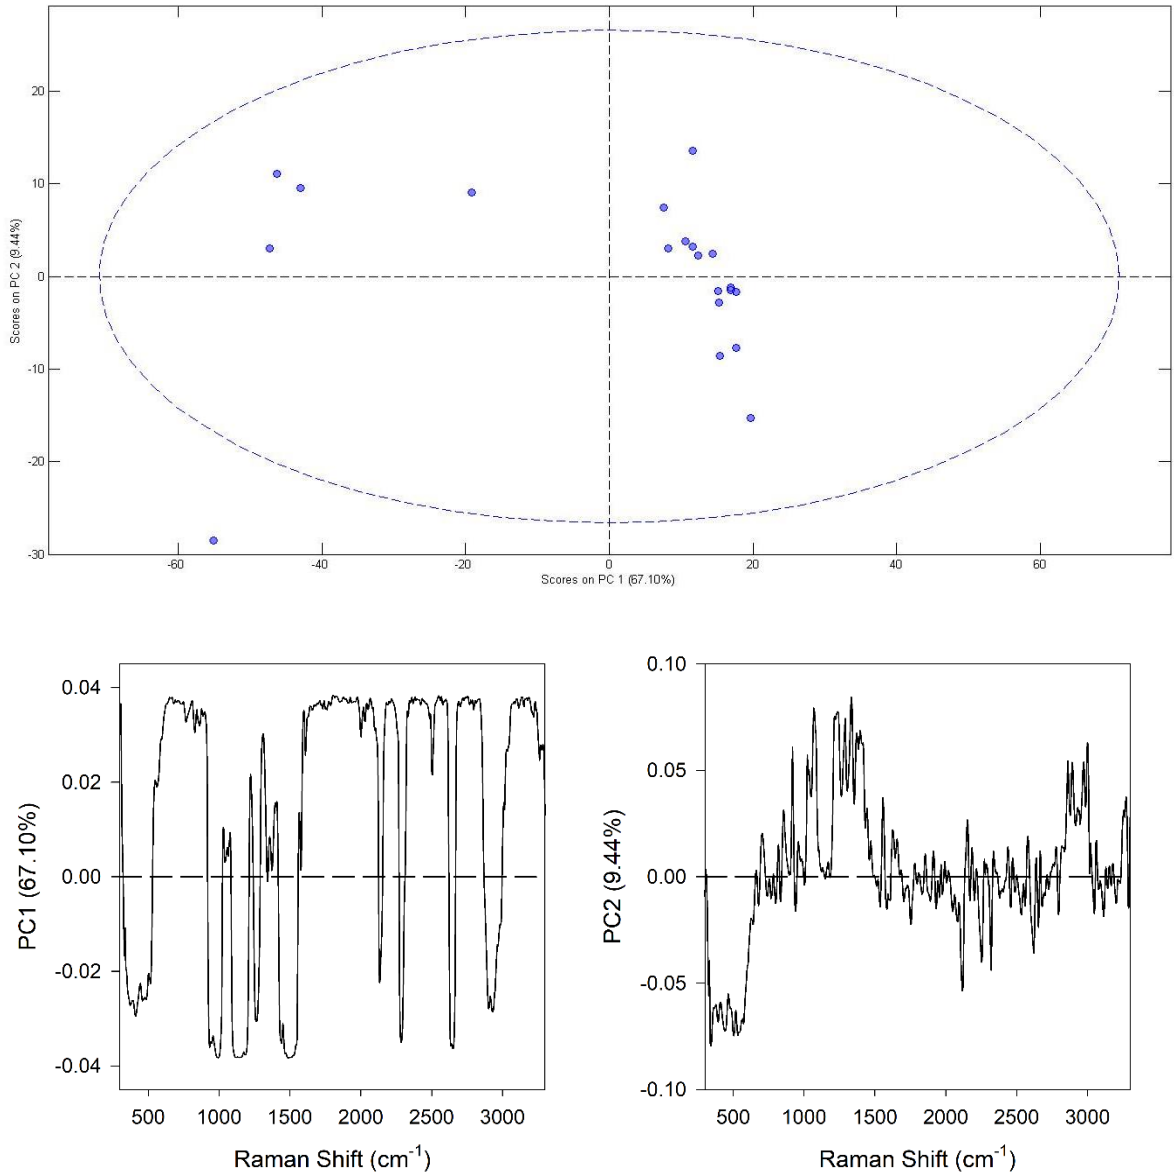 20
10
0
-10
-20
-30
Scores on PC 2 (9.44%)
-60
-40
-20
0
20
40
60
Scores on PC 1 (67.10%)
0.04
0.02
0.00
-0.02
-0.04
PC1 (67.10%)
500 1000 1500 2000 2500 3000
Raman Shift (cm⁻¹)
0.10
0.05
0.00
-0.05
-0.10
PC2 (9.44%)
500 1000 1500 2000 2500 3000
Raman Shift (cm⁻¹)